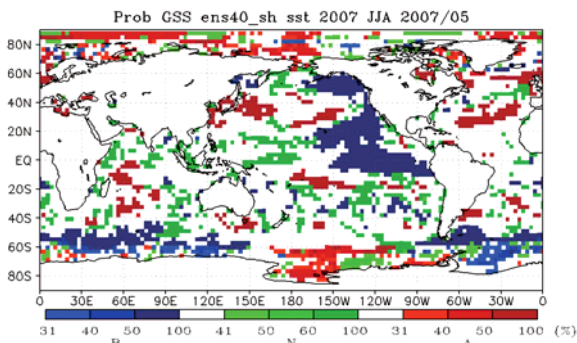 Prob GSS ens40_sh sst 2007 JJA 2007/05
80N
60N
40N
20N
EQ
20S
40S
60S
80S
0 30E 60E 90E 120E 150E 180 150W 120W 90W 60W 30W 0
31 40 50 100 41 50 60 100 31 40 50 100 (%)
B N A